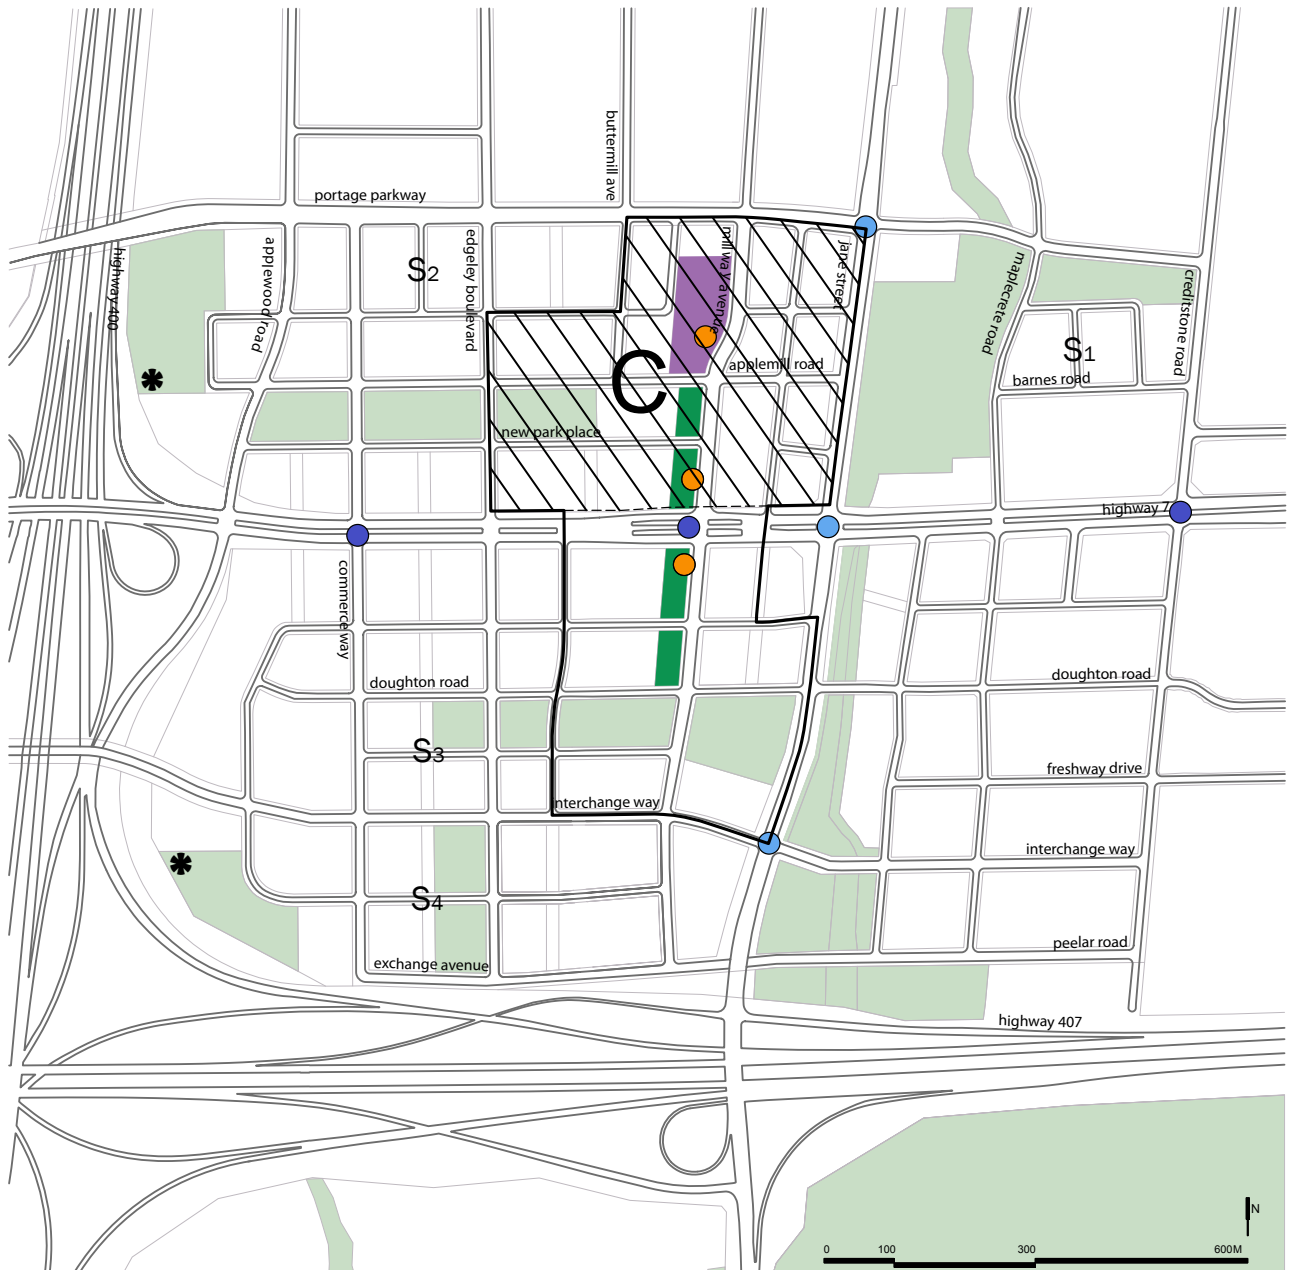 buttermill ave
portage parkway
highway 400
applewood road
S2
edgeley boulevard
millway avenue
jane street
maplecrete road
creditstone road
C
applemill road
S1
barnes road
new park place
highway 7
commerce way
doughton road
doughton road
S3
freshway drive
interchange way
interchange way
S4
exchange avenue
peelar road
highway 407
N
0 100 300 600M